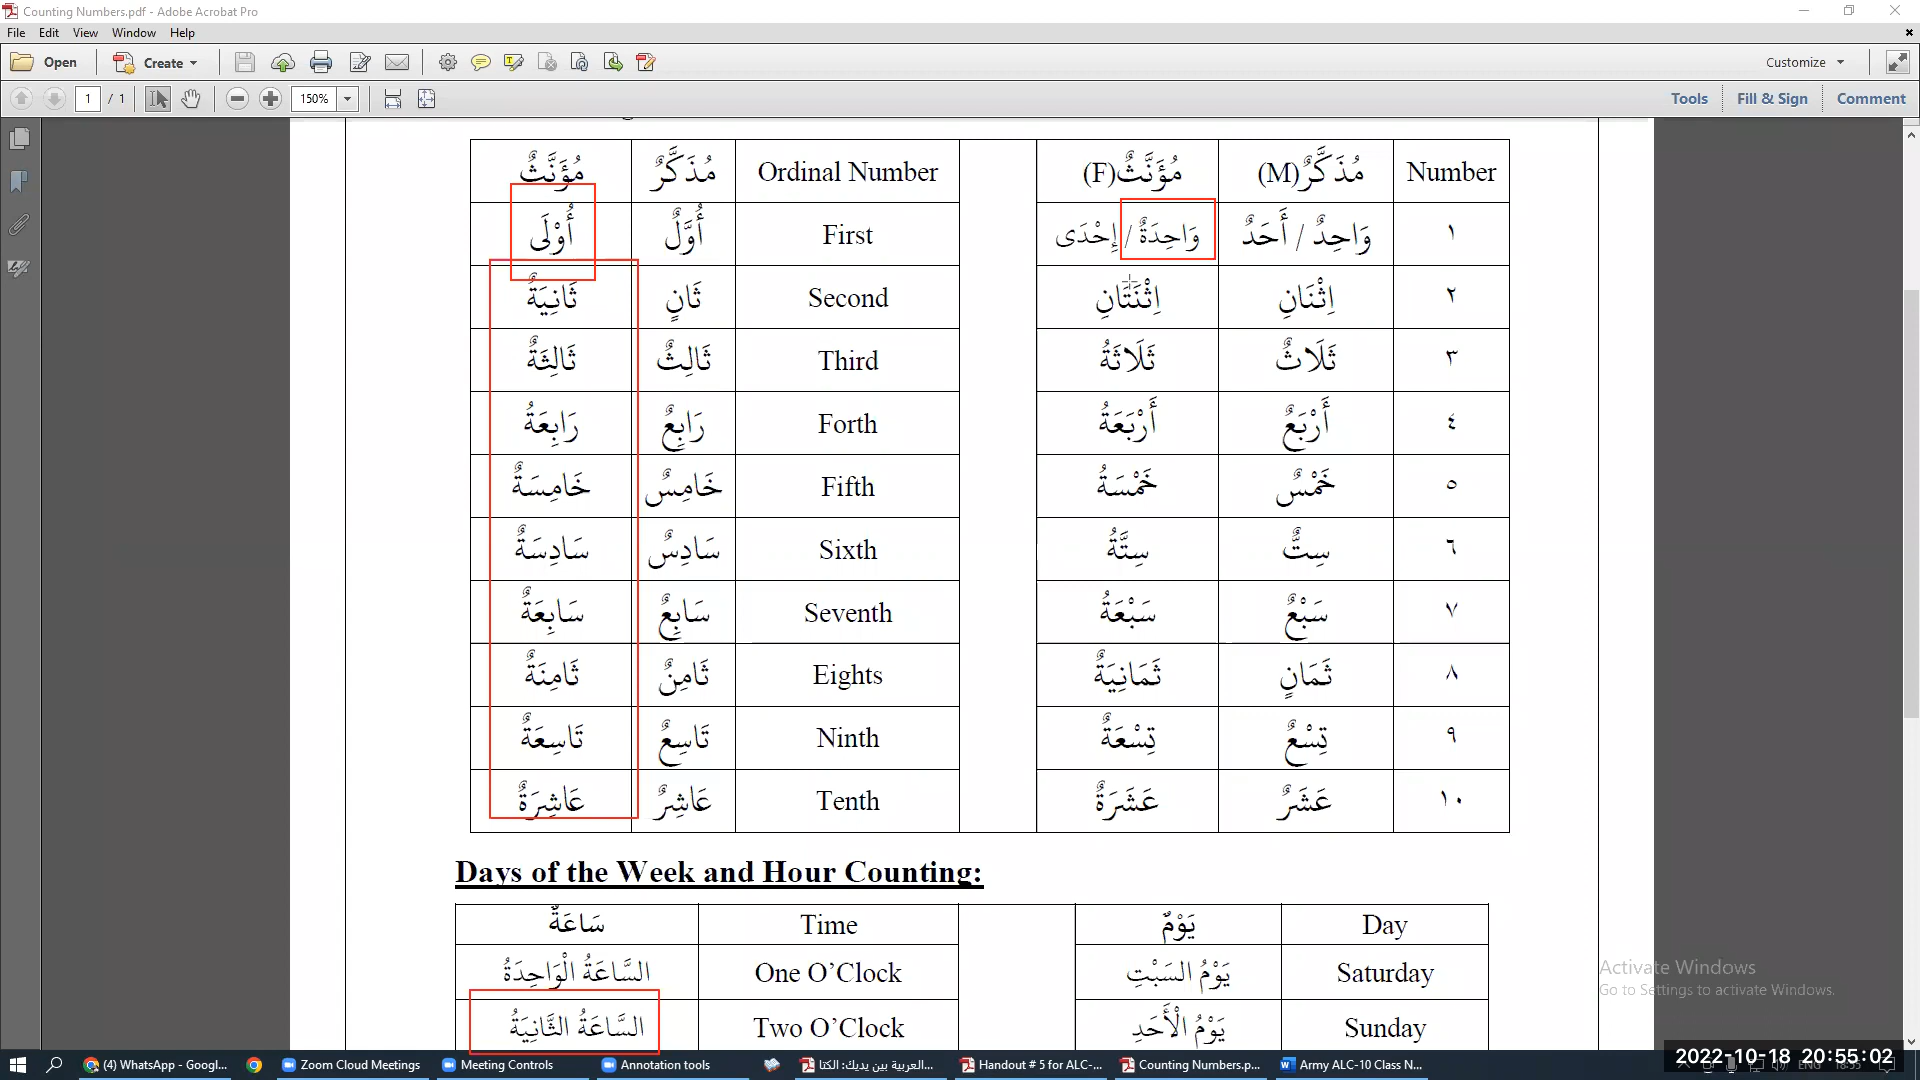 Counting Numbers.pdf - Adobe Acrobat Pro
File Edit View Window Help
Open Create Customize
1 / 1 150% Tools Fill & Sign Comment
مُؤَنَّثٌ مُذَكَّرٌ Ordinal Number مُؤَنَّثٌ(F) مُذَكَّرٌ(M) Number
أُوْلَى أُوَّلٌ First وَاحِدَةٌ / إِحْدَى وَاحِدٌ / أَحَدٌ ١
ثَانِيَةٌ ثَانٍ Second اِثْنَتَانِ اِثْنَانِ ٢
ثَالِثَةٌ ثَالِثٌ Third ثَلَاثَةُ ثَلَاثٌ ٣
رَابِعَةُ رَابِعٌ Forth أَرْبَعَةُ أَرْبَعٌ ٤
خَامِسَةٌ خَامِسٌ Fifth خَمْسَةُ خَمْسٌ ٥
سَادِسَةٌ سَادِسٌ Sixth سِتَّةُ سِتٌّ ٦
سَابِعَةٌ سَابِعٌ Seventh سَبْعَةُ سَبْعٌ ٧
ثَامِنَةٌ ثَامِنٌ Eights ثَمَانِيَةٌ ثَمَانٍ ٨
تَاسِعَةٌ تَاسِعٌ Ninth تِسْعَةٌ تِسْعٌ ٩
عَاشِرَةٌ عَاشِرٌ Tenth عَشَرَةٌ عَشَرٌ ١٠
Days of the Week and Hour Counting:
سَاعَةٌ Time يَوْمٌ Day
السَّاعَةُ الْوَاحِدَةُ One O’Clock يَوْمُ السَبْتِ Saturday
السَّاعَةُ الثَّانِيَةُ Two O’Clock يَوْمُ الْأَحَدِ Sunday
Activate Windows
Go to Settings to activate Windows.
(4) WhatsApp - Googl... Zoom Cloud Meetings Meeting Controls Annotation tools العربية بين يديك: الكتا... Handout # 5 for ALC-... Counting Numbers.p... Army ALC-10 Class N...
2022-10-18 20:55:02